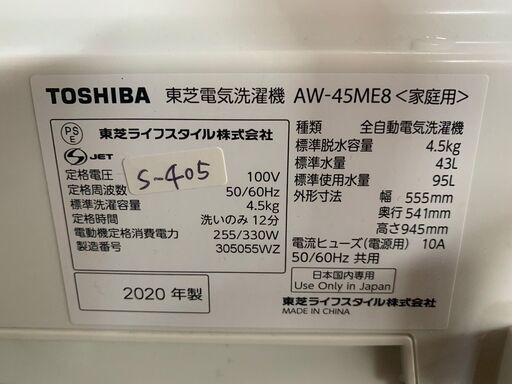 TOSHIBA 東芝電気洗濯機 AW-45ME8<家庭用>
PS
E
東芝ライフスタイル株式会社
S JET
S-405
定格電圧 100V
定格周波数 50/60Hz
標準洗濯容量 4.5kg
定格時間 洗いのみ 12分
電動機定格消費電力 255/330W
製造番号 305055WZ
2020 年製
種類 全自動電気洗濯機
標準脱水容量 4.5kg
標準水量 43L
標準使用水量 95L
外形寸法 幅 555mm
奥行 541mm
高さ 945mm
電流ヒューズ(電源用) 10A
50/60Hz 共用
日本国内専用
Use Only in Japan
東芝ライフスタイル株式会社
MADE IN CHINA